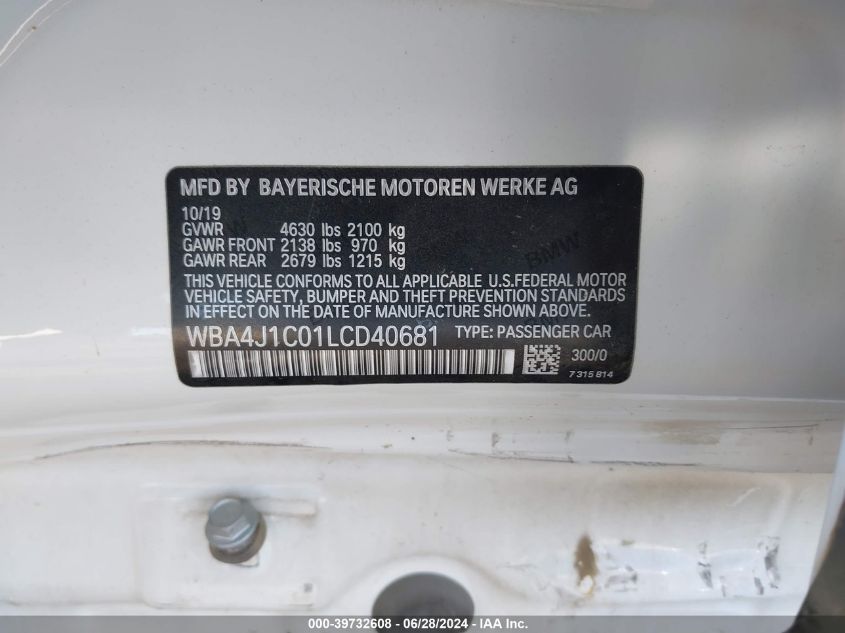 MFD BY BAYERISCHE MOTOREN WERKE AG
10/19
GVWR 4630 lbs 2100 kg
GAWR FRONT 2138 lbs 970 kg
GAWR REAR 2679 lbs 1215 kg
THIS VEHICLE CONFORMS TO ALL APPLICABLE U.S.FEDERAL MOTOR
VEHICLE SAFETY, BUMPER AND THEFT PREVENTION STANDARDS
IN EFFECT ON THE DATE OF MANUFACTURE SHOWN ABOVE.
WBA4J1C01LCD40681 TYPE: PASSENGER CAR
300/0
7 315 814
BMW
000-39732608 - 06/28/2024 - IAAI.com